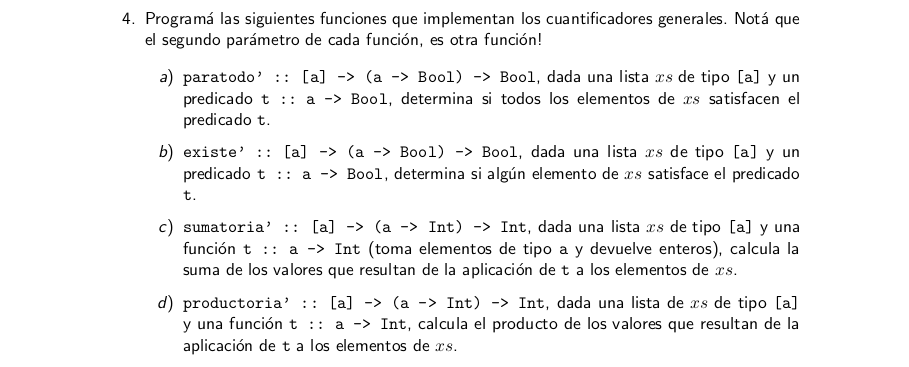 4. Programá las siguientes funciones que implementan los cuantificadores generales. Notá que
el segundo parámetro de cada función, es otra función!
a) paratodo’ :: [a] -> (a -> Bool) -> Bool, dada una lista xs de tipo [a] y un
predicado t :: a -> Bool, determina si todos los elementos de xs satisfacen el
predicado t.
b) existe’ :: [a] -> (a -> Bool) -> Bool, dada una lista xs de tipo [a] y un
predicado t :: a -> Bool, determina si algún elemento de xs satisface el predicado
t.
c) sumatoria’ :: [a] -> (a -> Int) -> Int, dada una lista xs de tipo [a] y una
función t :: a -> Int (toma elementos de tipo a y devuelve enteros), calcula la
suma de los valores que resultan de la aplicación de t a los elementos de xs.
d) productoria’ :: [a] -> (a -> Int) -> Int, dada una lista de xs de tipo [a]
y una función t :: a -> Int, calcula el producto de los valores que resultan de la
aplicación de t a los elementos de xs.